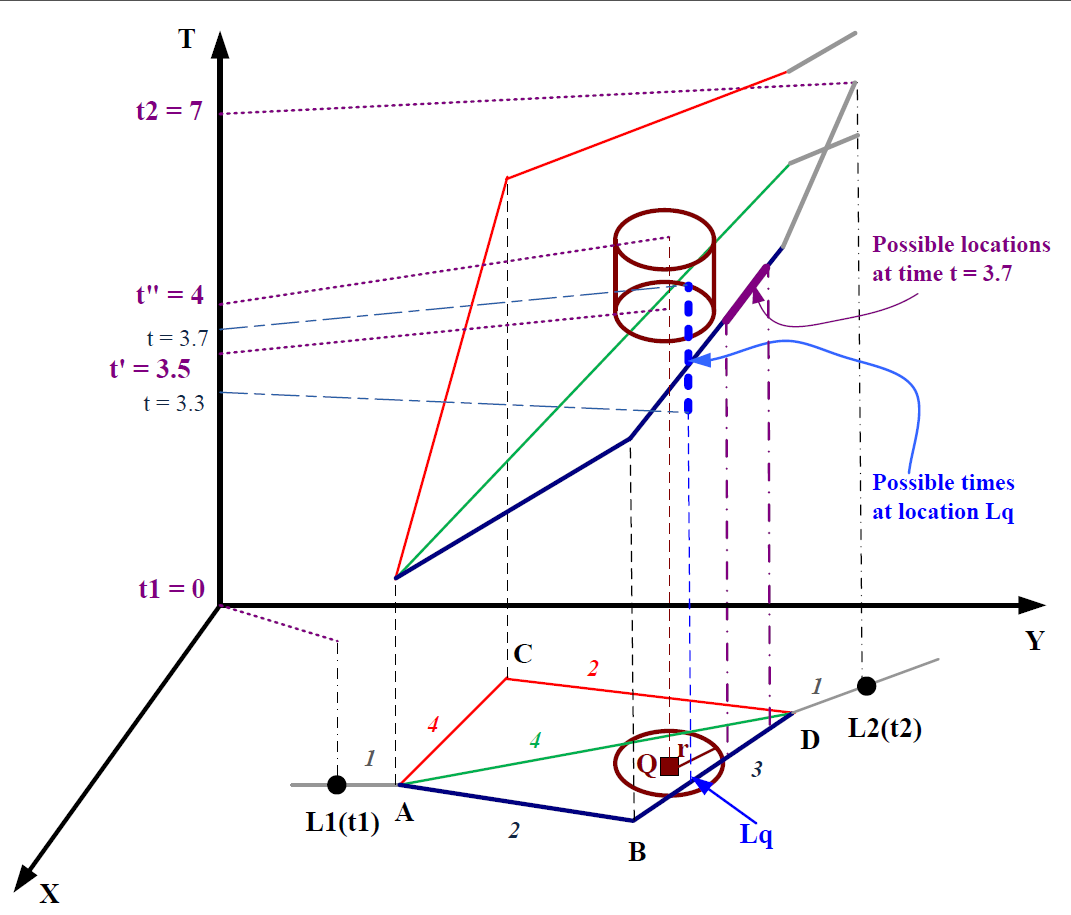 T
t2 = 7
Possible locations
at time t = 3.7
t" = 4
t = 3.7
t' = 3.5
t = 3.3
Possible times
at location Lq
t1 = 0
Y
C
2
4
4
1
1
L2(t2)
D
Q
r
3
L1(t1)
A
2
B
Lq
X